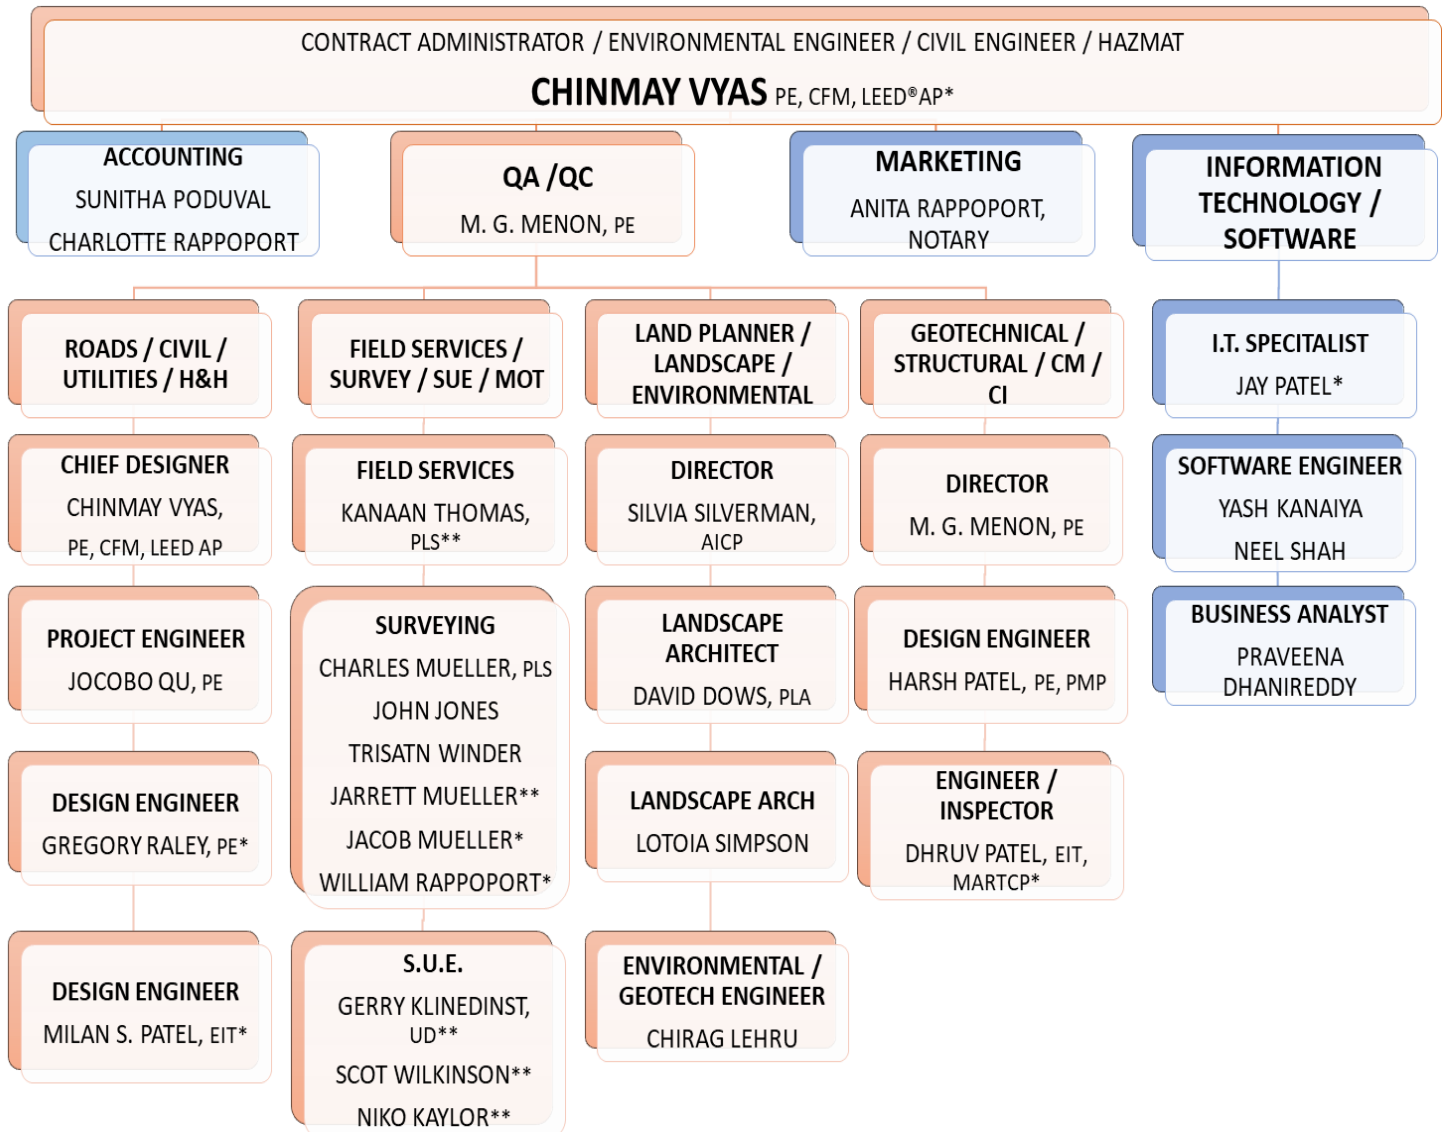 CONTRACT ADMINISTRATOR / ENVIRONMENTAL ENGINEER / CIVIL ENGINEER / HAZMAT
CHINMAY VYAS PE, CFM, LEED®AP*
ACCOUNTING
SUNITHA PODUVAL
CHARLOTTE RAPPOPORT
QA /QC
M. G. MENON, PE
MARKETING
ANITA RAPPOPORT,
NOTARY
INFORMATION
TECHNOLOGY /
SOFTWARE
ROADS / CIVIL /
UTILITIES / H&H
CHIEF DESIGNER
CHINMAY VYAS,
PE, CFM, LEED AP
PROJECT ENGINEER
JOCOBO QU, PE
DESIGN ENGINEER
GREGORY RALEY, PE*
DESIGN ENGINEER
MILAN S. PATEL, EIT*
FIELD SERVICES /
SURVEY / SUE / MOT
FIELD SERVICES
KANAAN THOMAS,
PLS**
SURVEYING
CHARLES MUELLER, PLS
JOHN JONES
TRISATN WINDER
JARRETT MUELLER**
JACOB MUELLER*
WILLIAM RAPPOPORT*
S.U.E.
GERRY KLINEDINST,
UD**
SCOT WILKINSON**
NIKO KAYLOR**
LAND PLANNER /
LANDSCAPE /
ENVIRONMENTAL
DIRECTOR
SILVIA SILVERMAN,
AICP
LANDSCAPE
ARCHITECT
DAVID DOWS, PLA
LANDSCAPE ARCH
LOTOIA SIMPSON
ENVIRONMENTAL /
GEOTECH ENGINEER
CHIRAG LEHRU
GEOTECHNICAL /
STRUCTURAL / CM /
CI
DIRECTOR
M. G. MENON, PE
DESIGN ENGINEER
HARSH PATEL, PE, PMP
ENGINEER /
INSPECTOR
DHRUV PATEL, EIT,
MARTCP*
I.T. SPECITALIST
JAY PATEL*
SOFTWARE ENGINEER
YASH KANAIYA
NEEL SHAH
BUSINESS ANALYST
PRAVEENA
DHANIREDDY